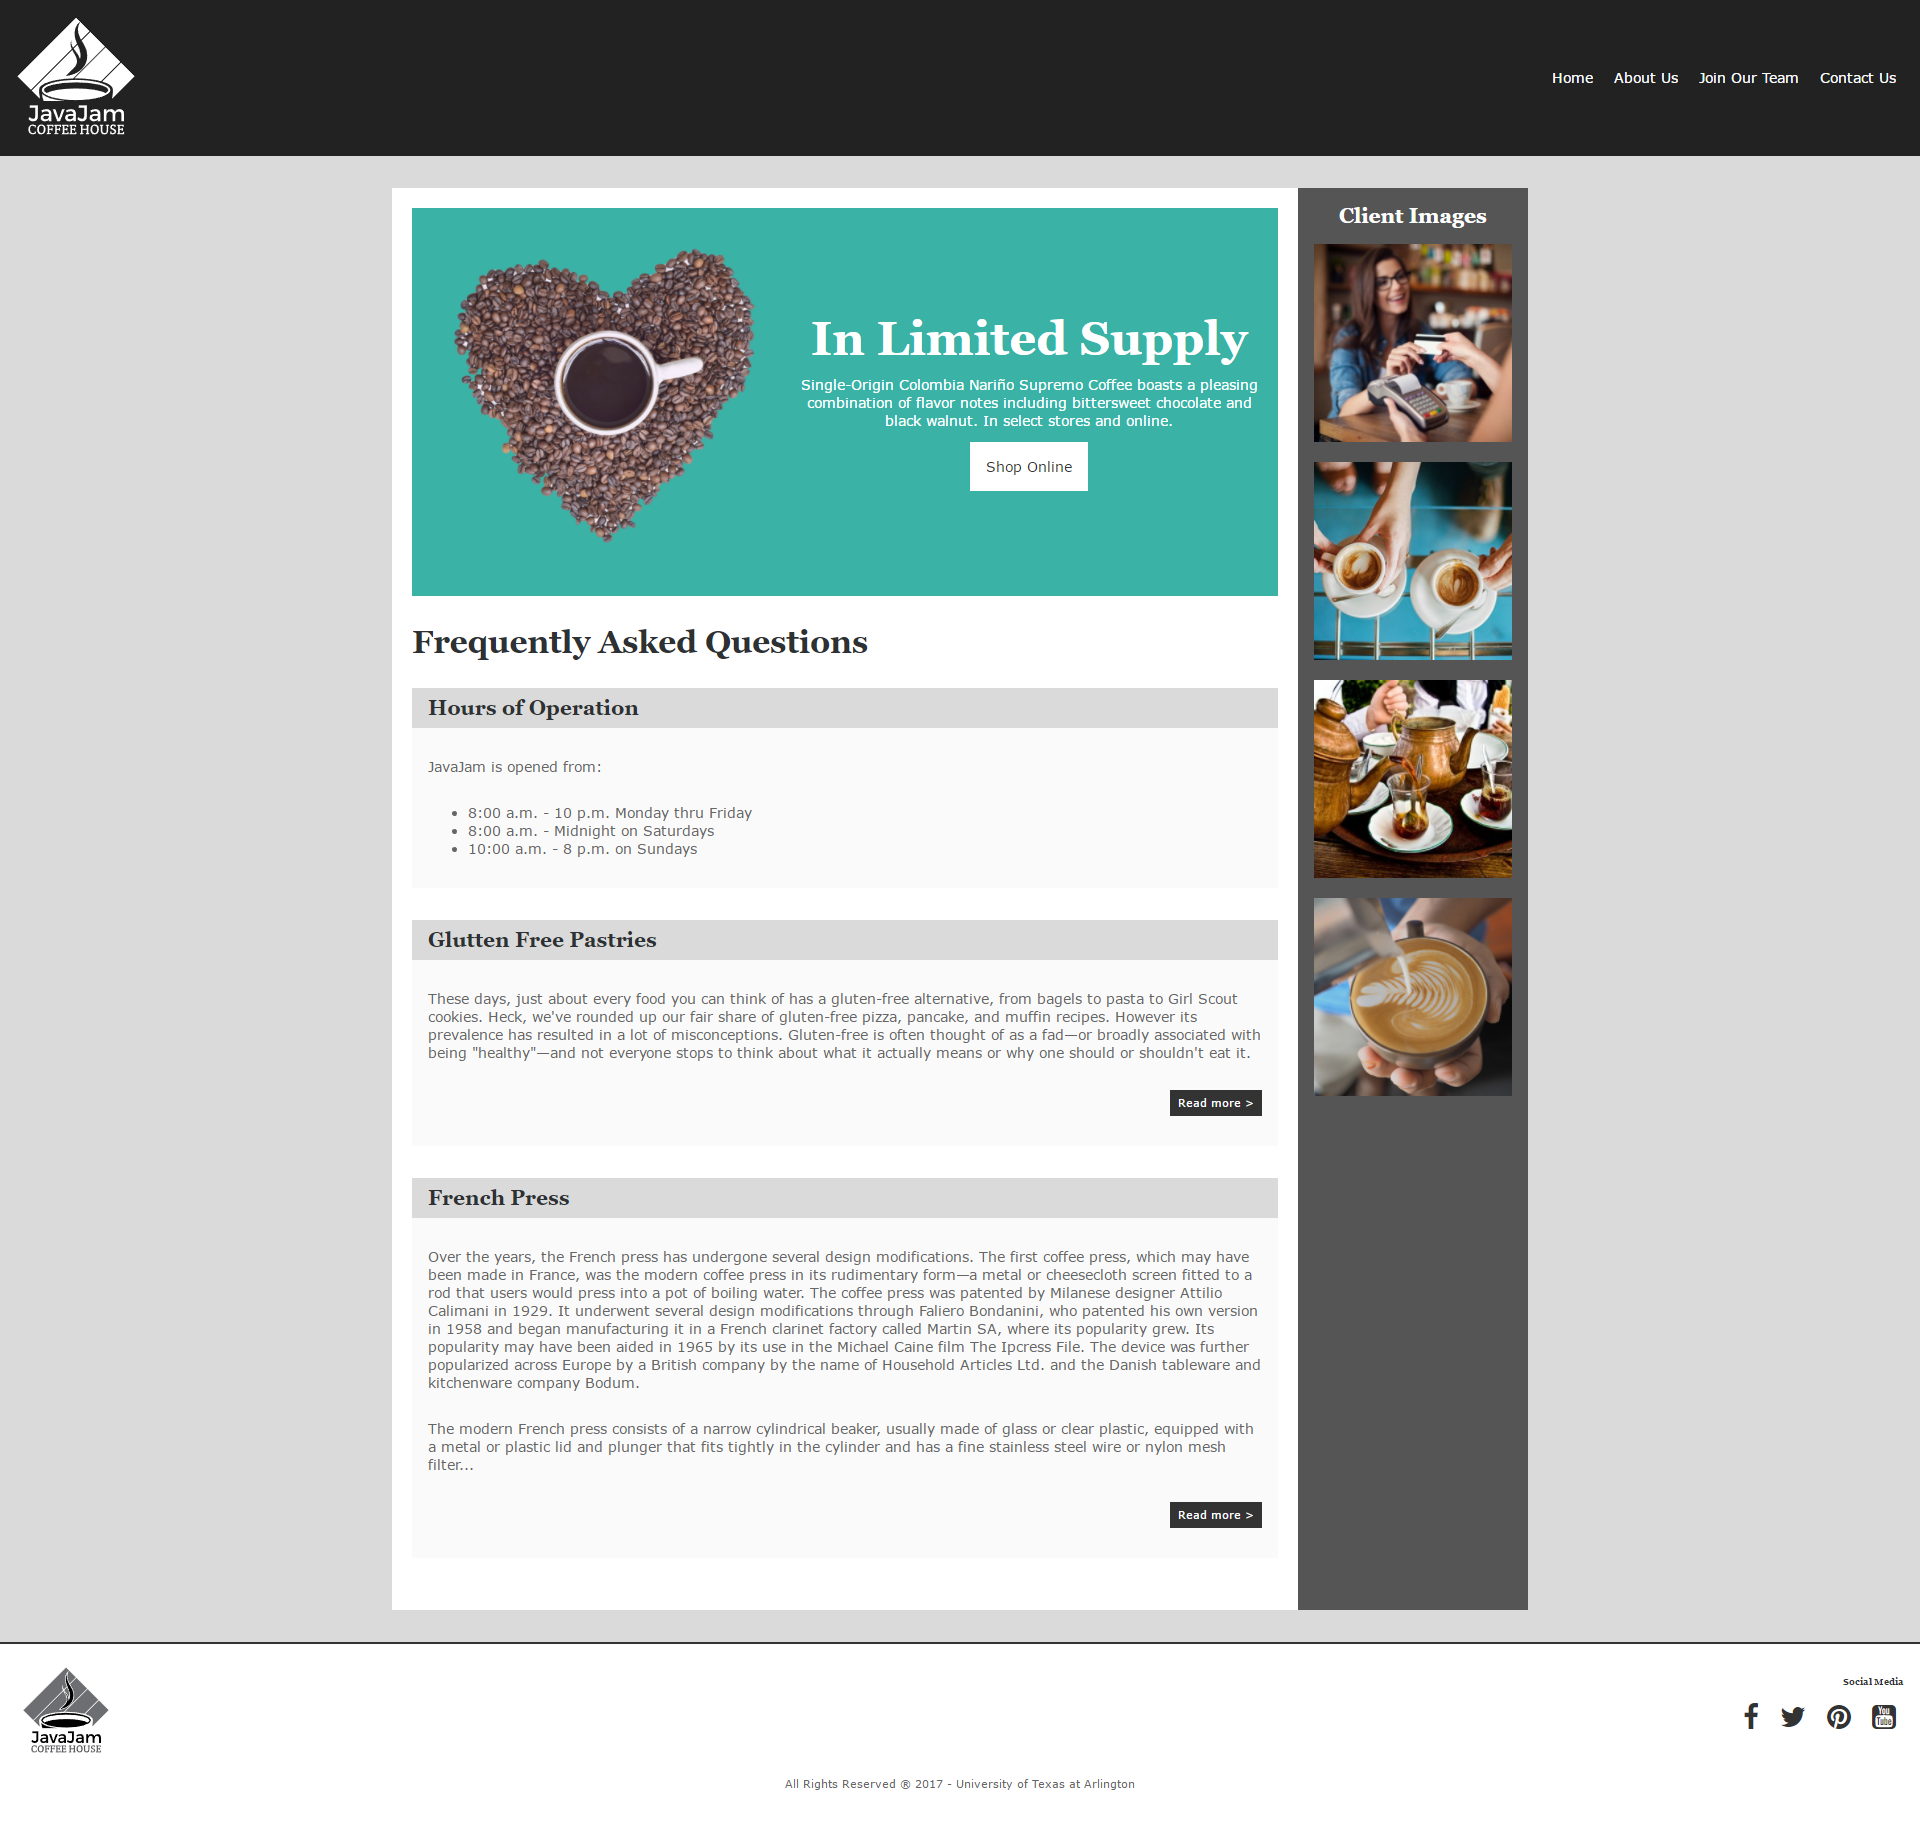 JavaJam
COFFEE HOUSE
Home About Us Join Our Team Contact Us
In Limited Supply
Single-Origin Colombia Nariño Supremo Coffee boasts a pleasing
combination of flavor notes including bittersweet chocolate and
black walnut. In select stores and online.
Shop Online
Frequently Asked Questions
Hours of Operation
JavaJam is opened from:
• 8:00 a.m. - 10 p.m. Monday thru Friday
• 8:00 a.m. - Midnight on Saturdays
• 10:00 a.m. - 8 p.m. on Sundays
Glutten Free Pastries
These days, just about every food you can think of has a gluten-free alternative, from bagels to pasta to Girl Scout
cookies. Heck, we've rounded up our fair share of gluten-free pizza, pancake, and muffin recipes. However its
prevalence has resulted in a lot of misconceptions. Gluten-free is often thought of as a fad—or broadly associated with
being "healthy"—and not everyone stops to think about what it actually means or why one should or shouldn't eat it.
Read more >
French Press
Over the years, the French press has undergone several design modifications. The first coffee press, which may have
been made in France, was the modern coffee press in its rudimentary form—a metal or cheesecloth screen fitted to a
rod that users would press into a pot of boiling water. The coffee press was patented by Milanese designer Attilio
Calimani in 1929. It underwent several design modifications through Faliero Bondanini, who patented his own version
in 1958 and began manufacturing it in a French clarinet factory called Martin SA, where its popularity grew. Its
popularity may have been aided in 1965 by its use in the Michael Caine film The Ipcress File. The device was further
popularized across Europe by a British company by the name of Household Articles Ltd. and the Danish tableware and
kitchenware company Bodum.
The modern French press consists of a narrow cylindrical beaker, usually made of glass or clear plastic, equipped with
a metal or plastic lid and plunger that fits tightly in the cylinder and has a fine stainless steel wire or nylon mesh
filter...
Read more >
Client Images
JavaJam
COFFEE HOUSE
Social Media
You
Tube
All Rights Reserved ® 2017 - University of Texas at Arlington